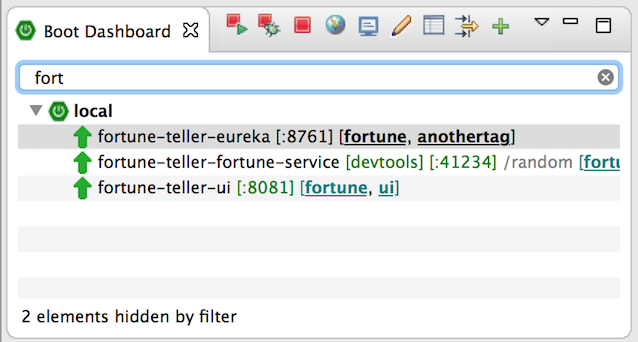 Boot Dashboard
fort
local
fortune-teller-eureka [:8761] [fortune, anothertag]
fortune-teller-fortune-service [devtools] [:41234] /random [fortu
fortune-teller-ui [:8081] [fortune, ui]
2 elements hidden by filter